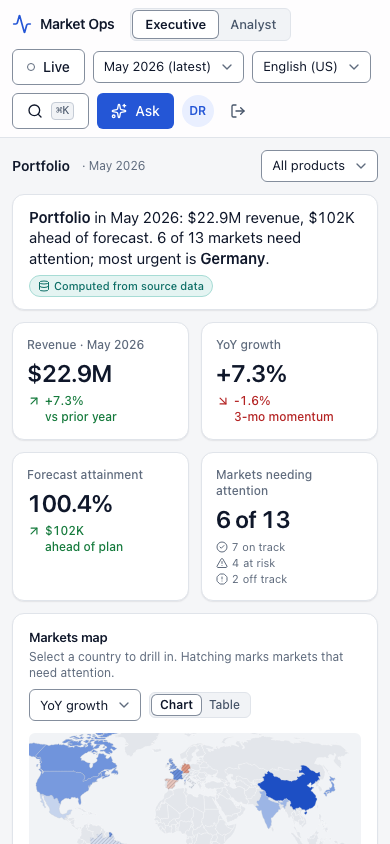 Market Ops
Executive
Analyst
Live
May 2026 (latest)
English (US)
⌘K
Ask
DR
Portfolio · May 2026
All products
Portfolio in May 2026: $22.9M revenue, $102K
ahead of forecast. 6 of 13 markets need
attention; most urgent is Germany.
Computed from source data
Revenue · May 2026
$22.9M
+7.3%
vs prior year
YoY growth
+7.3%
-1.6%
3-mo momentum
Forecast attainment
100.4%
$102K
ahead of plan
Markets needing
attention
6 of 13
7 on track
4 at risk
2 off track
Markets map
Select a country to drill in. Hatching marks markets that
need attention.
YoY growth
Chart
Table